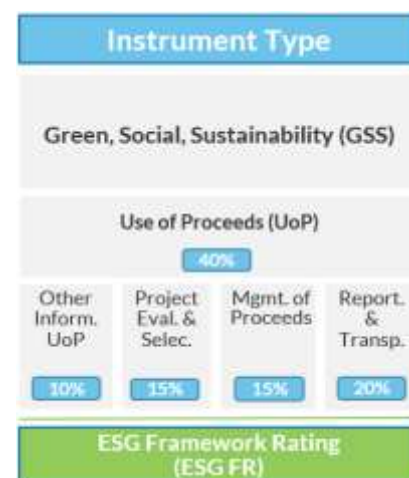 Instrument Type
Green, Social, Sustainability (GSS)
Use of Proceeds (UoP)
40%
Other
Inform.
UoP
10%
Project
Eval. &
Selec.
15%
Mgmt. of
Proceeds
15%
Report.
&
Transp.
20%
ESG Framework Rating
(ESG FR)